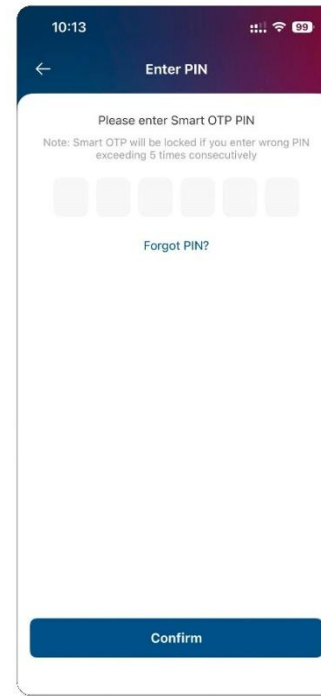 10:13
99
Enter PIN
Please enter Smart OTP PIN
Note: Smart OTP will be locked if you enter wrong PIN
exceeding 5 times consecutively
Forgot PIN?
Confirm